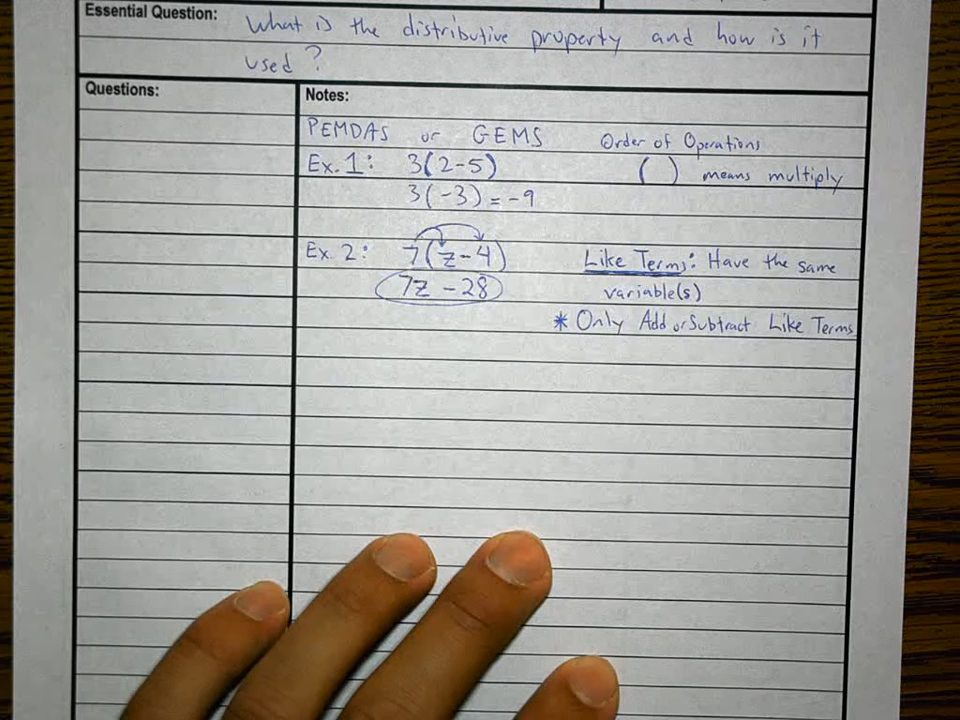 Essential Question: What is the distributive property and how is it
used?
Questions:
Notes:
PEMDAS or GEMS Order of Operations
Ex. 1: 3(2-5) ( ) means multiply
3(-3) = -9
Ex. 2: 7(z-4) Like Terms: Have the same
7z - 28 variable(s)
* Only Add or Subtract Like Terms